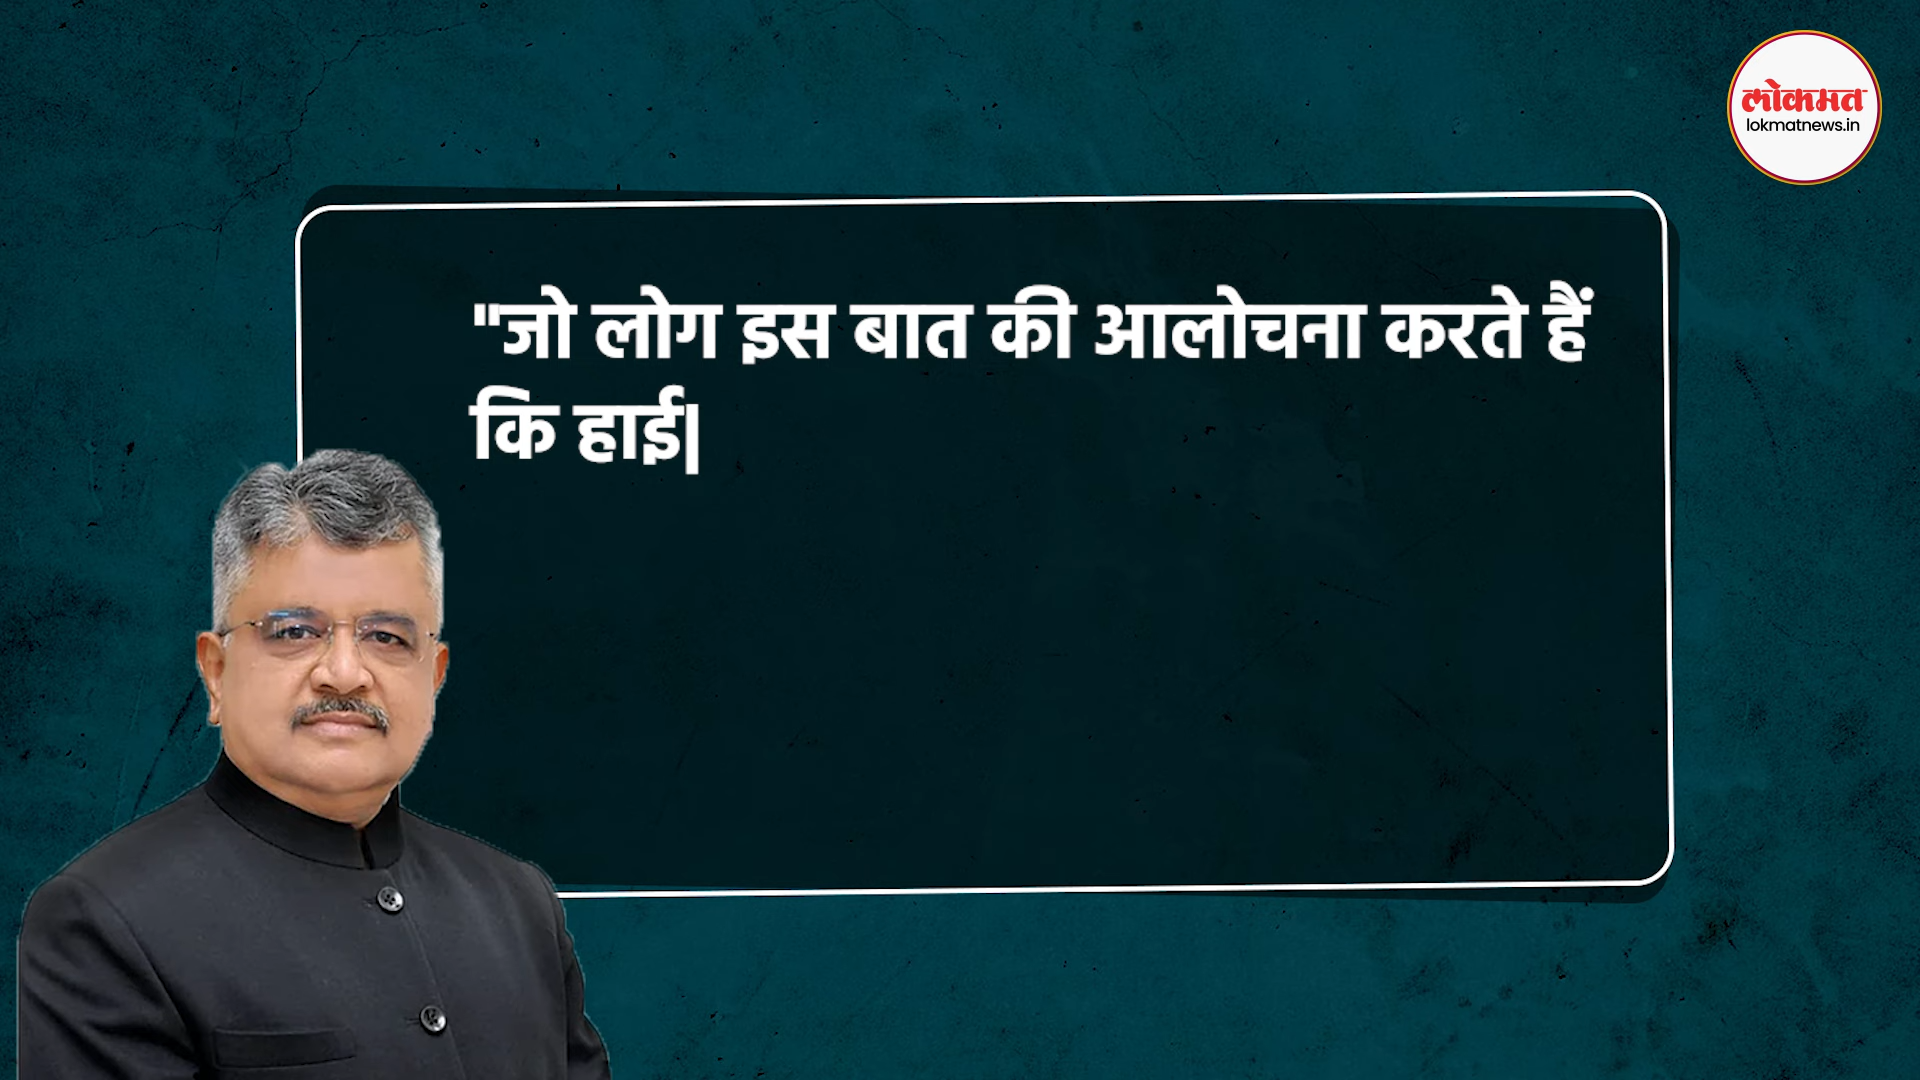 लोकमत
lokmatnews.in
"जो लोग इस बात की आलोचना करते हैं
कि हाई|